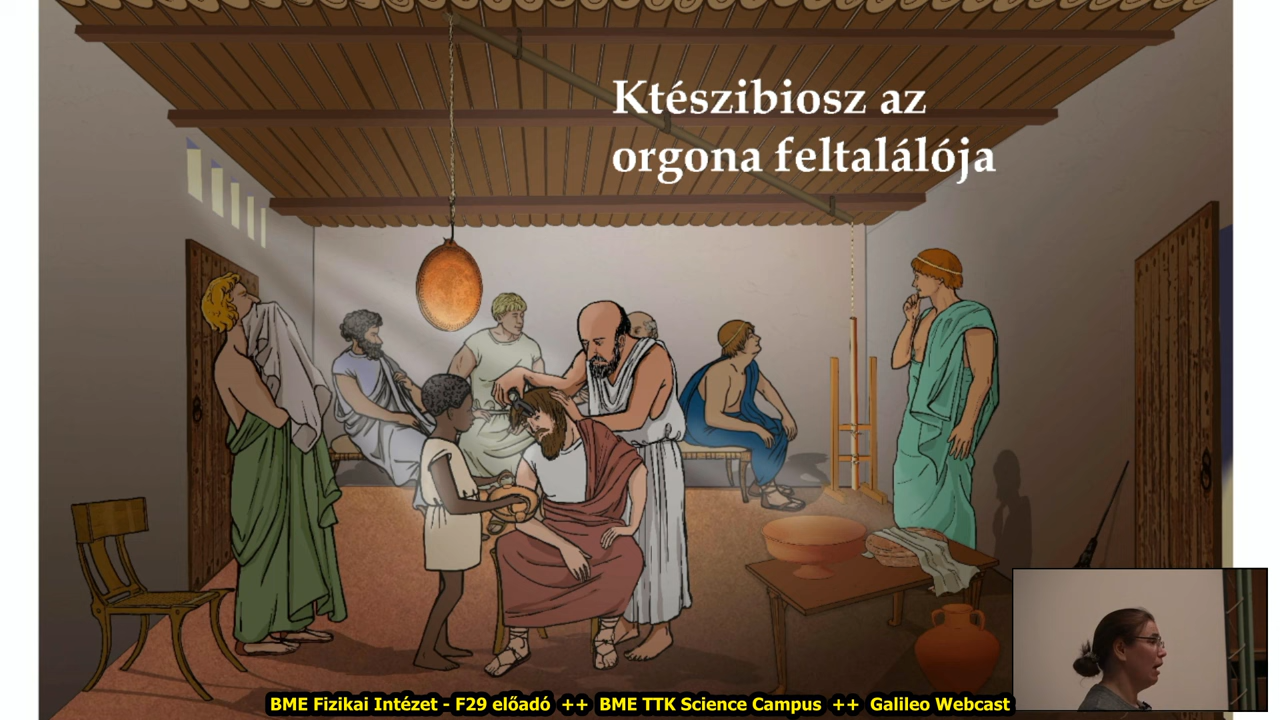 Ktészibiosz az
orgona feltalálója
BME Fizikai Intézet - F29 előadó ++ BME TTK Science Campus ++ Galileo Webcast